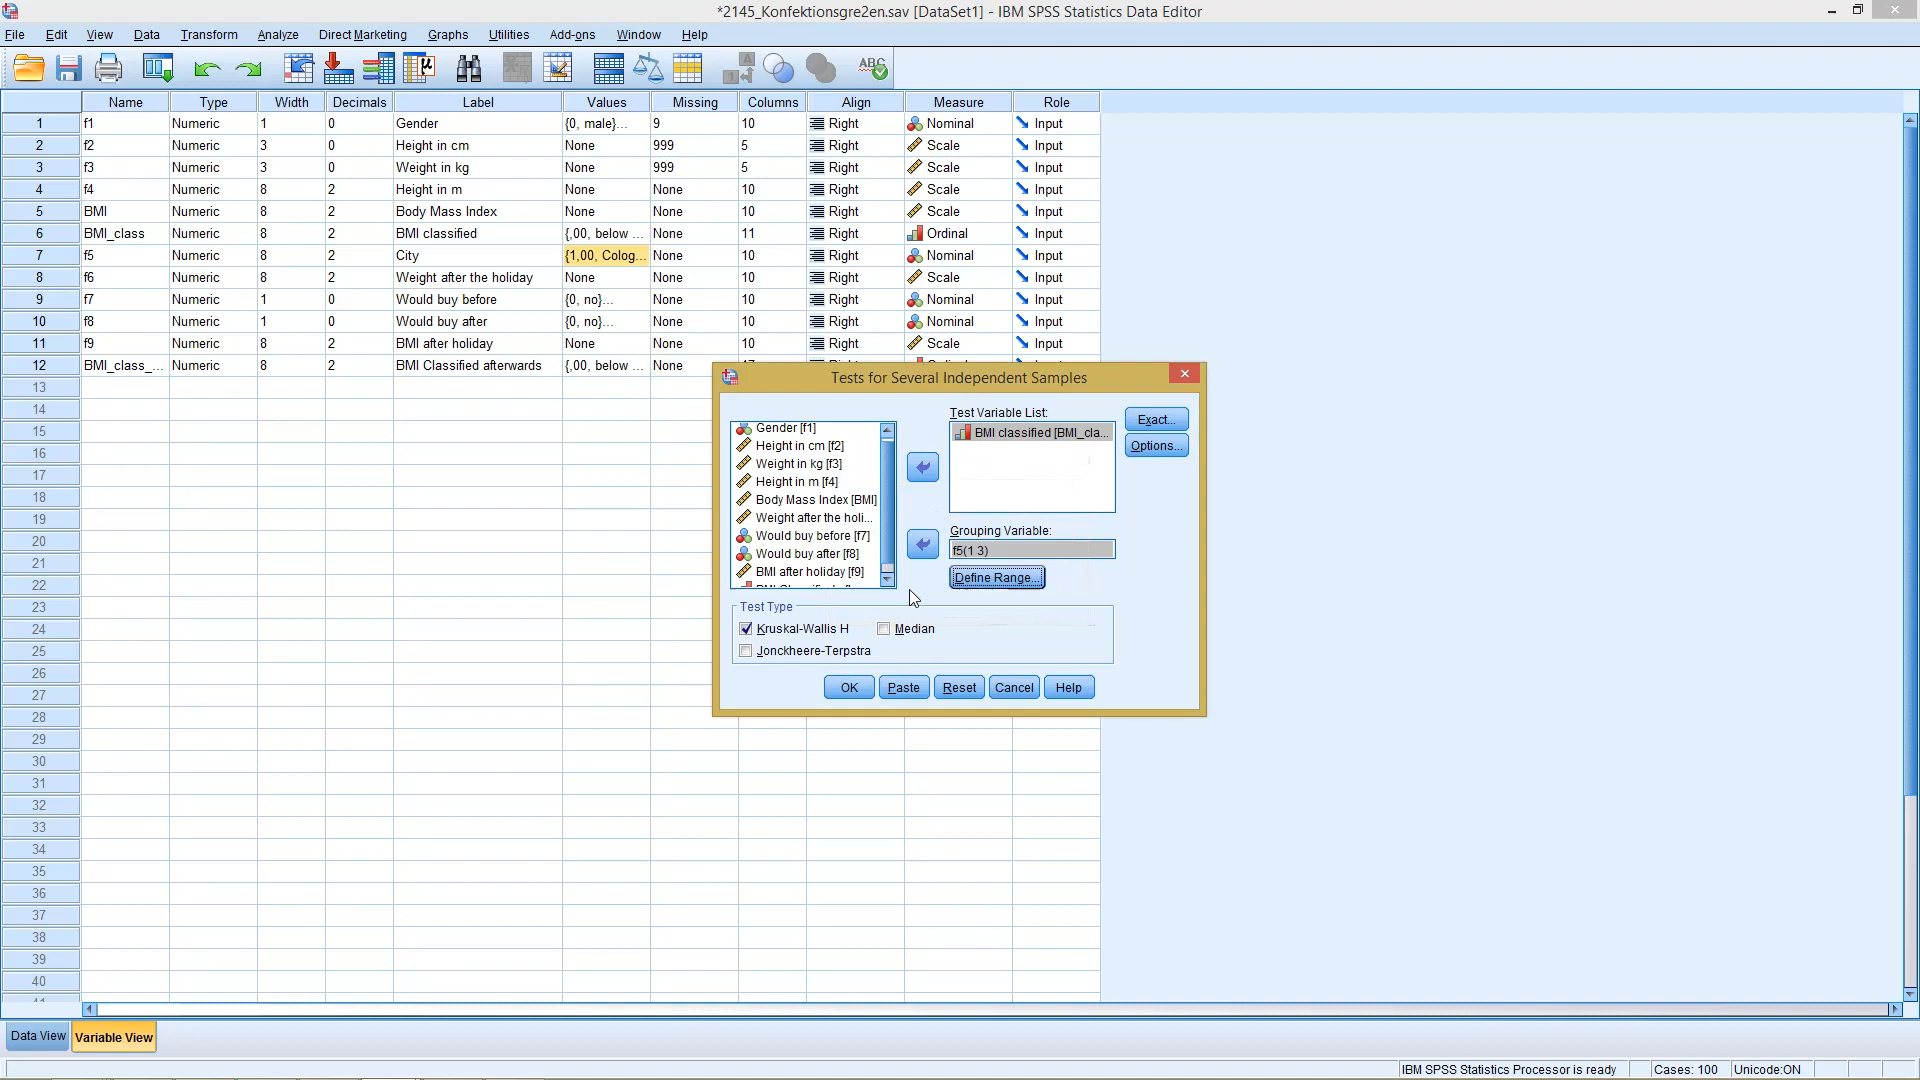 *2145_Konfektionsgre2en.sav [DataSet1] - IBM SPSS Statistics Data Editor
File Edit View Data Transform Analyze Direct Marketing Graphs Utilities Add-ons Window Help
Name Type Width Decimals Label Values Missing Columns Align Measure Role
1 f1 Numeric 1 0 Gender {0, male}... 9 10 Right Nominal Input
2 f2 Numeric 3 0 Height in cm None 999 5 Right Scale Input
3 f3 Numeric 3 0 Weight in kg None 999 5 Right Scale Input
4 f4 Numeric 8 2 Height in m None None 10 Right Scale Input
5 BMI Numeric 8 2 Body Mass Index None None 10 Right Scale Input
6 BMI_class Numeric 8 2 BMI classified {,00, below ... None 11 Right Ordinal Input
7 f5 Numeric 8 2 City {1,00, Colog... None 10 Right Nominal Input
8 f6 Numeric 8 2 Weight after the holiday None None 10 Right Scale Input
9 f7 Numeric 1 0 Would buy before {0, no}... None 10 Right Nominal Input
10 f8 Numeric 1 0 Would buy after {0, no}... None 10 Right Nominal Input
11 f9 Numeric 8 2 BMI after holiday None None 10 Right Scale Input
12 BMI_class_... Numeric 8 2 BMI Classified afterwards {,00, below ... None
13
14
15
16
17
18
19
20
21
22
23
24
25
26
27
28
29
30
31
32
33
34
35
36
37
38
39
40
Tests for Several Independent Samples
Gender [f1]
Height in cm [f2]
Weight in kg [f3]
Height in m [f4]
Body Mass Index [BMI]
Weight after the holi...
Would buy before [f7]
Would buy after [f8]
BMI after holiday [f9]
Test Variable List:
BMI classified [BMI_cla...
Exact...
Options...
Grouping Variable:
f5(1 3)
Define Range...
Test Type
Kruskal-Wallis H Median
Jonckheere-Terpstra
OK Paste Reset Cancel Help
Data View Variable View
IBM SPSS Statistics Processor is ready Cases: 100 Unicode:ON